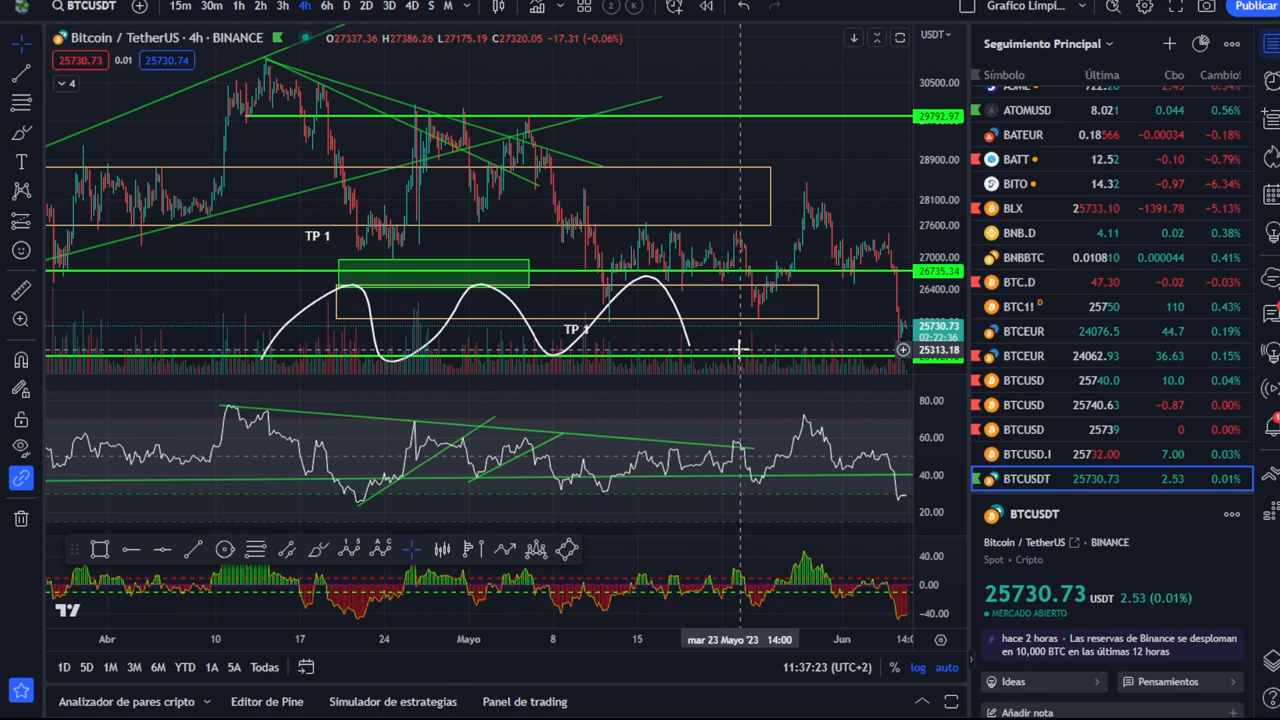 BTCUSDT 15m 30m 1h 2h 3h 4h 6h D 2D 3D 4D S M 2 K Grafico Limpi... Publicar
Bitcoin / TetherUS · 4h · BINANCE O27337.36 H27386.26 L27175.19 C27320.05 -17.31 (-0.06%)
25730.73 0.01 25730.74
4
USDT
30500.00
29792.97
28900.00
28100.00
27600.00
27000.00
26735.34
26400.00
25730.73
02:22:36
25313.18
TP 1
TP 1
80.00
60.00
40.00
20.00
40.00
0.00
-40.00
Abr 10 17 24 Mayo 8 15 mar 23 Mayo '23 14:00 Jun 14:0
1D 5D 1M 3M 6M YTD 1A 5A Todas 11:37:23 (UTC+2) % log auto
Analizador de pares cripto Editor de Pine Simulador de estrategias Panel de trading
Seguimiento Principal
Símbolo Última Cbo Cambio
ATOMUSD 8.021 0.044 0.56%
BATEUR 0.18566 -0.00034 -0.18%
BATT 12.52 -0.10 -0.79%
BITO 14.32 -0.97 -6.34%
BLX 25733.10 -1391.78 -5.13%
BNB.D 4.11 0.02 0.38%
BNBBTC 0.010810 0.000044 0.41%
BTC.D 47.30 -0.02 -0.03%
BTC1! D 25750 110 0.43%
BTCEUR 24076.5 44.7 0.19%
BTCEUR 24062.93 36.63 0.15%
BTCUSD 25740.0 10.0 0.04%
BTCUSD 25740.63 -0.87 0.00%
BTCUSD 25739 0 0.00%
BTCUSD.I 25732.00 7.00 0.03%
BTCUSDT 25730.73 2.53 0.01%
BTCUSDT
Bitcoin / TetherUS · BINANCE
Spot · Cripto
25730.73 USDT 2.53 (0.01%)
MERCADO ABIERTO
hace 2 horas · Las reservas de Binance se desploman
en 10,000 BTC en las últimas 12 horas
Ideas Pensamientos
Añadir nota